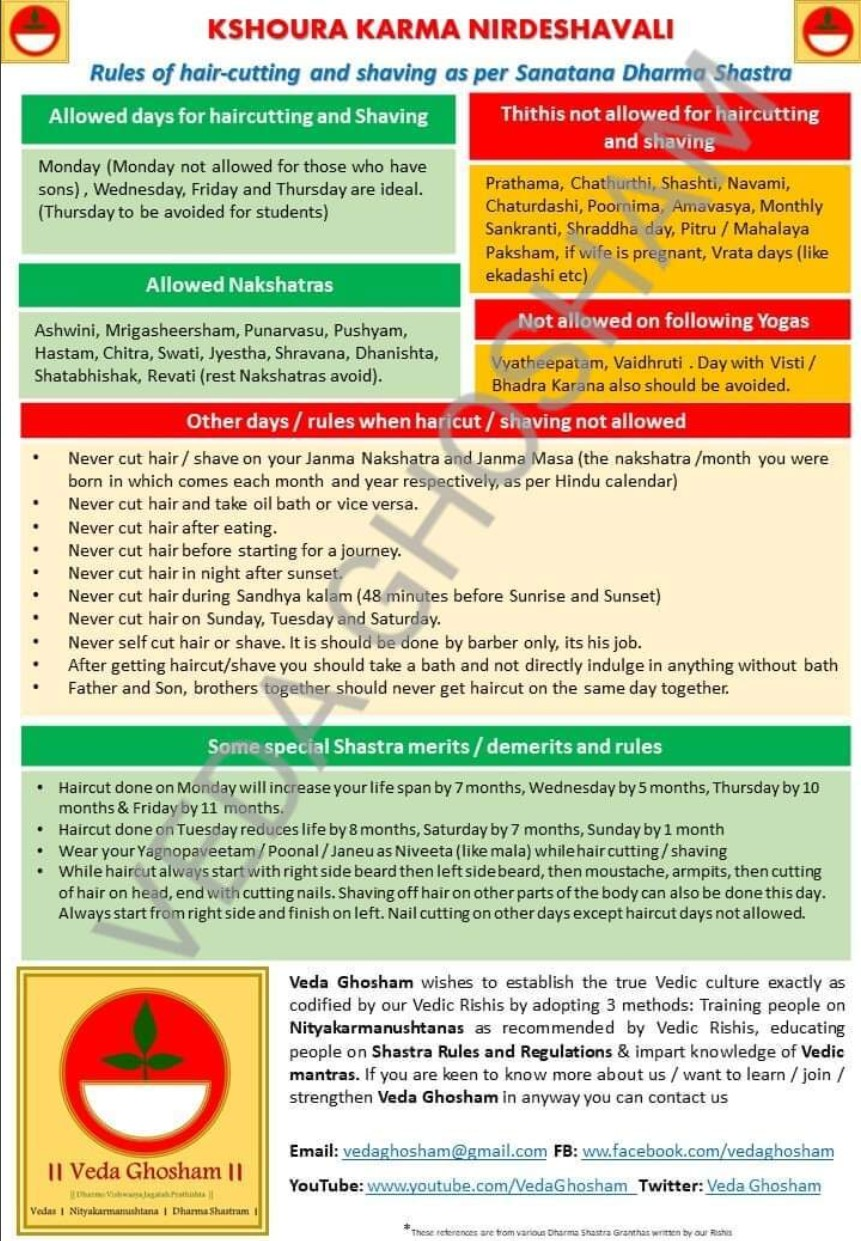 KSHOURA KARMA NIRDESHAVALI
Rules of hair-cutting and shaving as per Sanatana Dharma Shastra
Allowed days for haircutting and Shaving
Monday (Monday not allowed for those who have
sons) , Wednesday, Friday and Thursday are ideal.
(Thursday to be avoided for students)
Thithis not allowed for haircutting
and shaving
Prathama, Chathurthi, Shashti, Navami,
Chaturdashi, Poornima, Amavasya, Monthly
Sankranti, Shraddha day, Pitru / Mahalaya
Paksham, if wife is pregnant, Vrata days (like
ekadashi etc)
Allowed Nakshatras
Ashwini, Mrigasheersham, Punarvasu, Pushyam,
Hastam, Chitra, Swati, Jyestha, Shravana, Dhanishta,
Shatabhishak, Revati (rest Nakshatras avoid).
Not allowed on following Yogas
Vyatheepatam, Vaidhruti . Day with Visti /
Bhadra Karana also should be avoided.
Other days / rules when haricut / shaving not allowed
• Never cut hair / shave on your Janma Nakshatra and Janma Masa (the nakshatra /month you were
born in which comes each month and year respectively, as per Hindu calendar)
• Never cut hair and take oil bath or vice versa.
• Never cut hair after eating.
• Never cut hair before starting for a journey.
• Never cut hair in night after sunset.
• Never cut hair during Sandhya kalam (48 minutes before Sunrise and Sunset)
• Never cut hair on Sunday, Tuesday and Saturday.
• Never self cut hair or shave. It is should be done by barber only, its his job.
• After getting haircut/shave you should take a bath and not directly indulge in anything without bath
• Father and Son, brothers together should never get haircut on the same day together.
Some special Shastra merits / demerits and rules
• Haircut done on Monday will increase your life span by 7 months, Wednesday by 5 months, Thursday by 10
months & Friday by 11 months.
• Haircut done on Tuesday reduces life by 8 months, Saturday by 7 months, Sunday by 1 month
• Wear your Yagnopaveetam / Poonal / Janeu as Niveeta (like mala) while hair cutting / shaving
• While haircut always start with right side beard then left side beard, then moustache, armpits, then cutting
of hair on head, end with cutting nails. Shaving off hair on other parts of the body can also be done this day.
Always start from right side and finish on left. Nail cutting on other days except haircut days not allowed.
VEDA GHOSHAM
|| Veda Ghosham ||
|| Dharmo Vishwasya Jagatah Prathishta ||
Vedas | Nityakarmanushtana | Dharma Shastram |
Veda Ghosham wishes to establish the true Vedic culture exactly as
codified by our Vedic Rishis by adopting 3 methods: Training people on
Nityakarmanushtanas as recommended by Vedic Rishis, educating
people on Shastra Rules and Regulations & impart knowledge of Vedic
mantras. If you are keen to know more about us / want to learn / join /
strengthen Veda Ghosham in anyway you can contact us
Email: vedaghosham@gmail.com FB: ww.facebook.com/vedaghosham
YouTube: www.youtube.com/VedaGhosham Twitter: Veda Ghosham
*These references are from various Dharma Shastra Granthas written by our Rishis